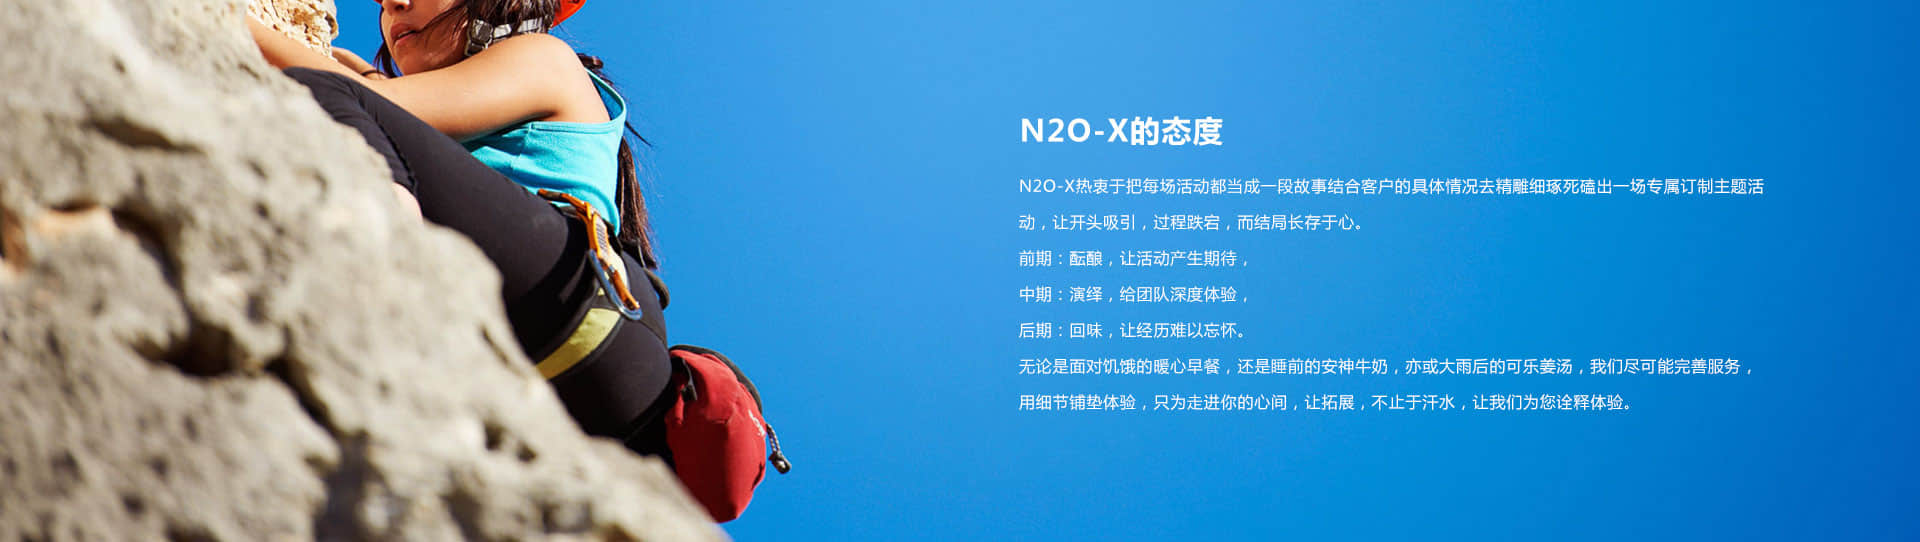 N2O-X的态度
N2O-X热衷于把每场活动都当成一段故事结合客户的具体情况去精雕细琢死磕出一场专属订制主题活
动，让开头吸引，过程跌宕，而结局长存于心。
前期：酝酿，让活动产生期待，
中期：演绎，给团队深度体验，
后期：回味，让经历难以忘怀。
无论是面对饥饿的暖心早餐，还是睡前的安神牛奶，亦或大雨后的可乐姜汤，我们尽可能完善服务，
用细节铺垫体验，只为走进你的心间，让拓展，不止于汗水，让我们为您诠释体验。